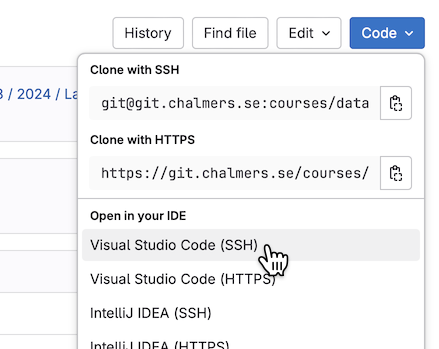 History Find file Edit Code
3 / 2024 / La
Clone with SSH
git@git.chalmers.se:courses/data
Clone with HTTPS
https://git.chalmers.se/courses/
Open in your IDE
Visual Studio Code (SSH)
Visual Studio Code (HTTPS)
IntelliJ IDEA (SSH)
IntelliJ IDEA (HTTPS)